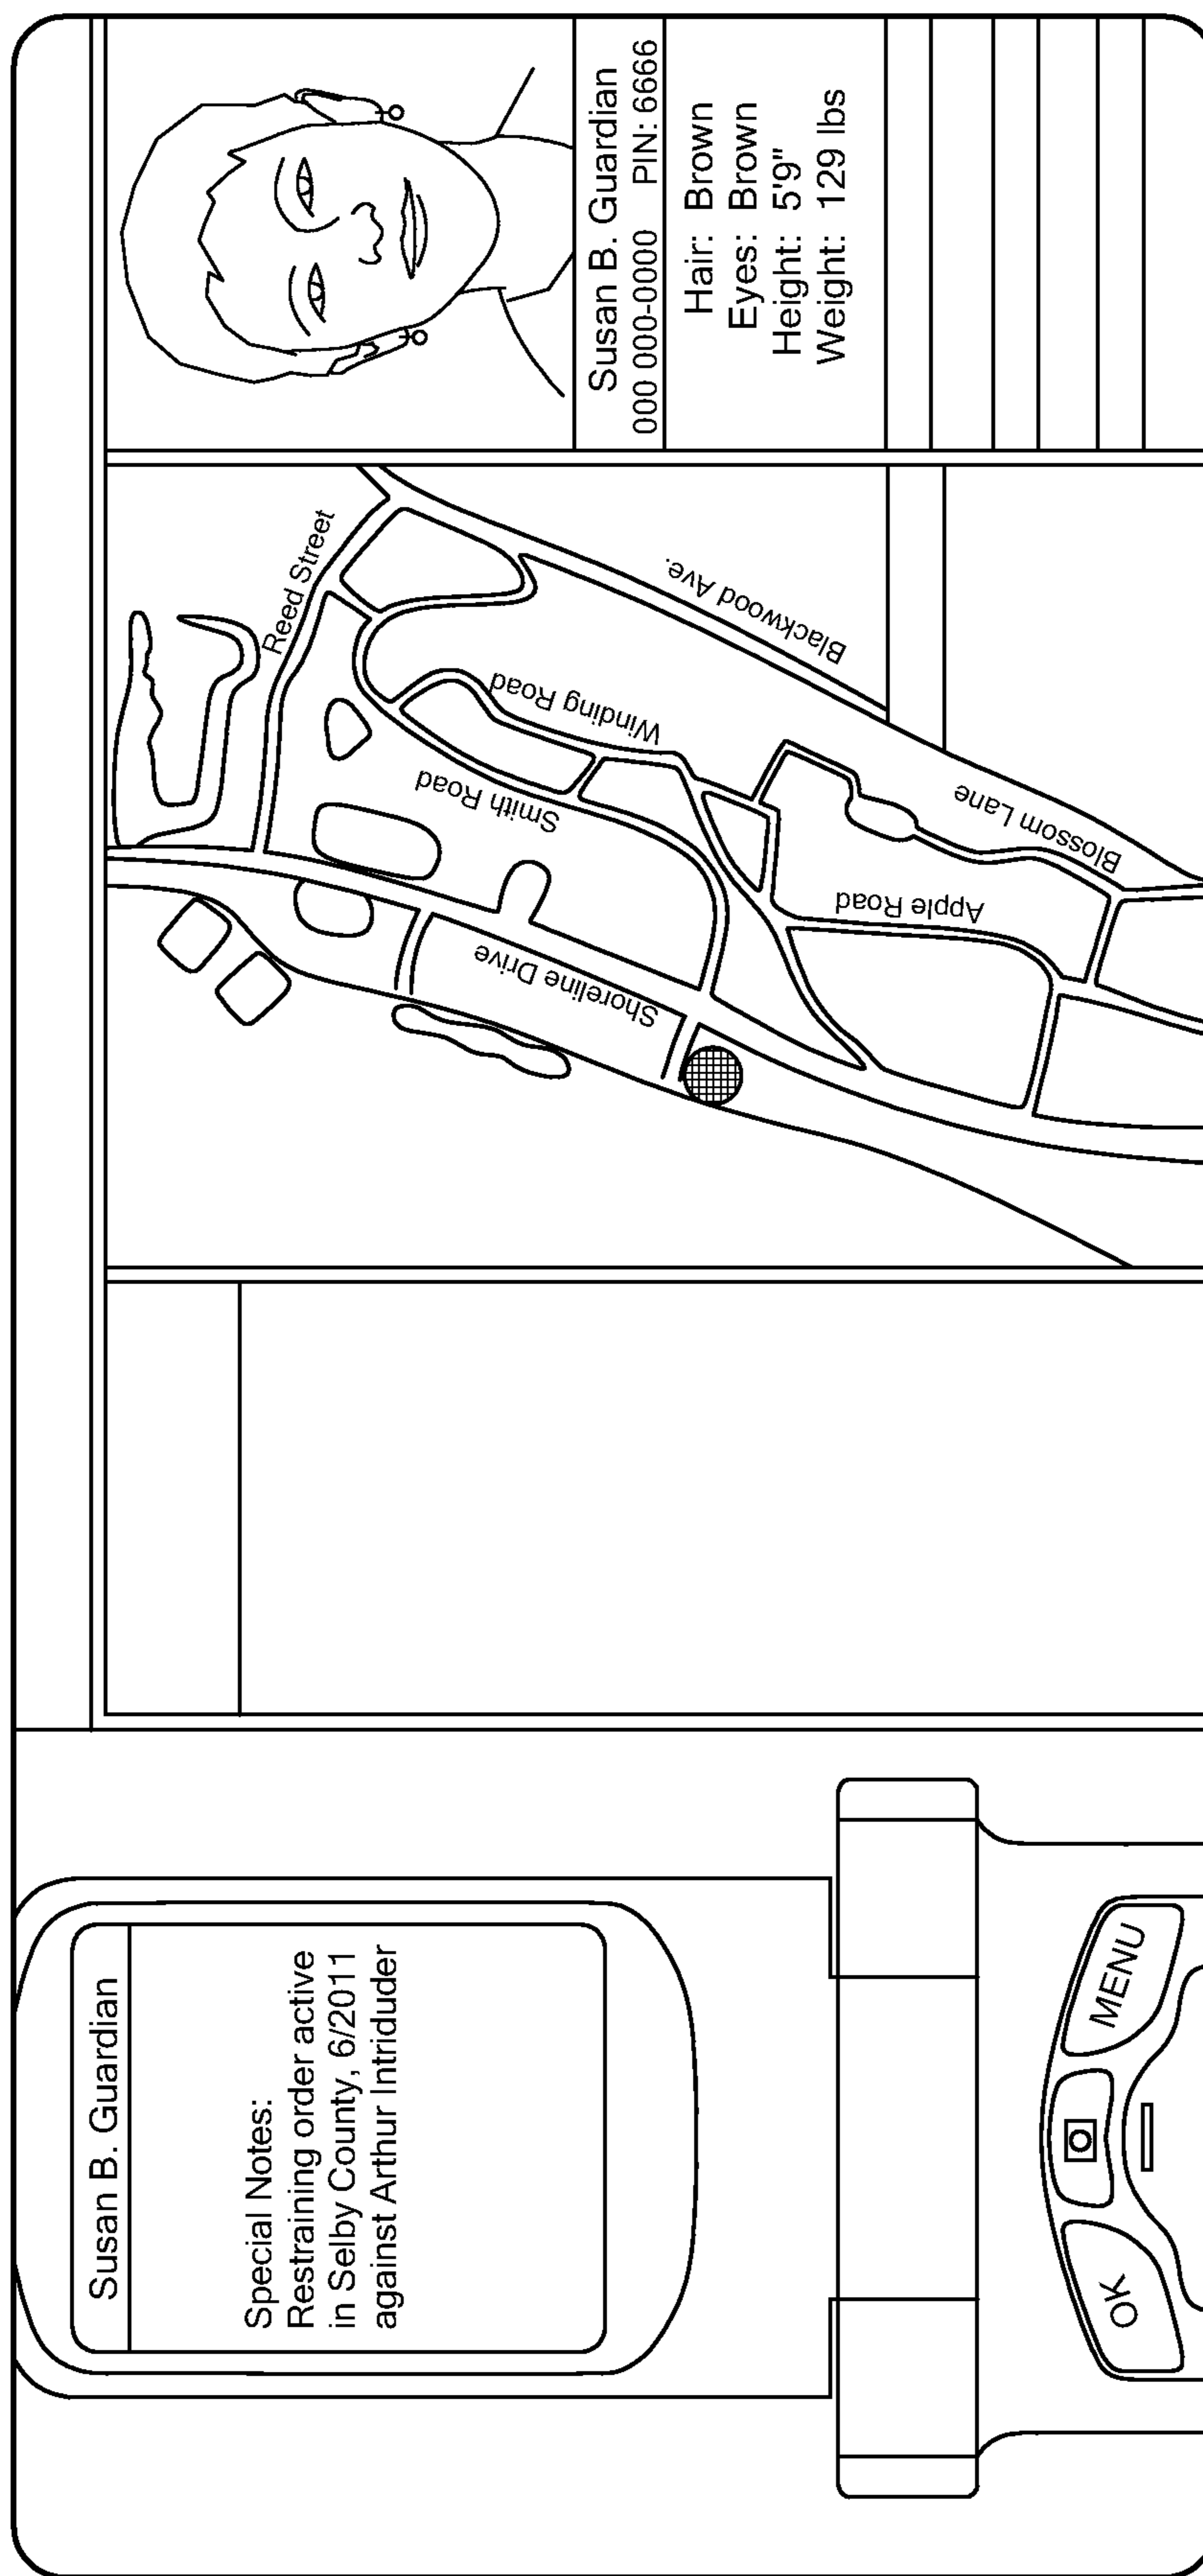 Susan B. Guardian
Special Notes:
Restraining order active
in Selby County, 6/2011
against Arthur Intriduder
OK
MENU
Reed Street
Blackwood Ave.
Winding Road
Smith Road
Shoreline Drive
Apple Road
Blossom Lane
Susan B. Guardian
000 000-0000 PIN: 6666
Hair: Brown
Eyes: Brown
Height: 5'9"
Weight: 129 lbs